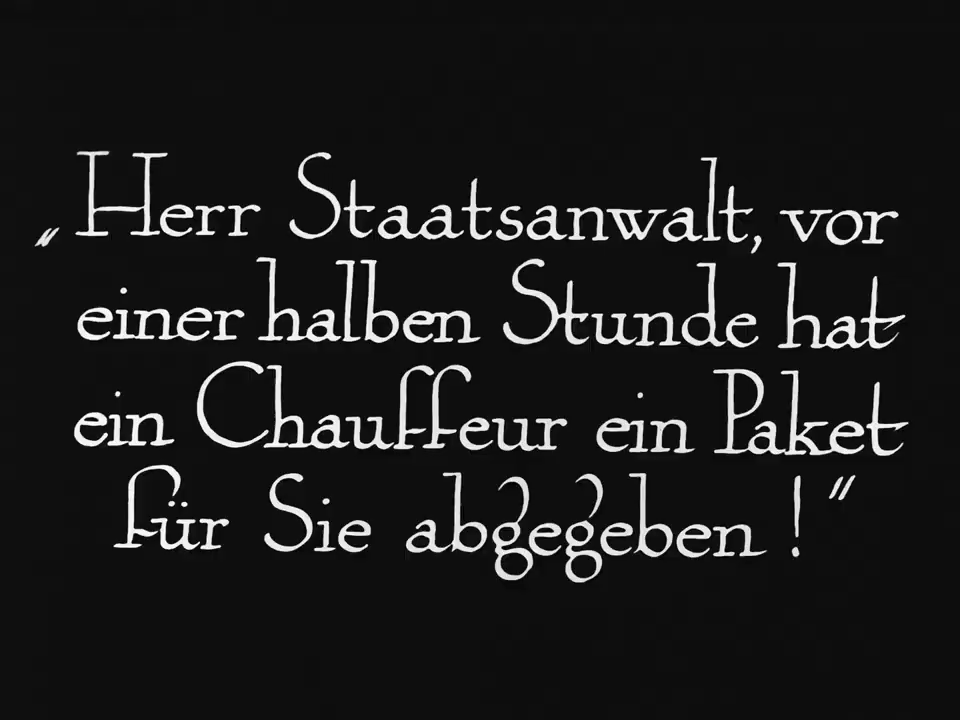 „Herr Staatsanwalt, vor
einer halben Stunde hat
ein Chauffeur ein Paket
für Sie abgegeben!“